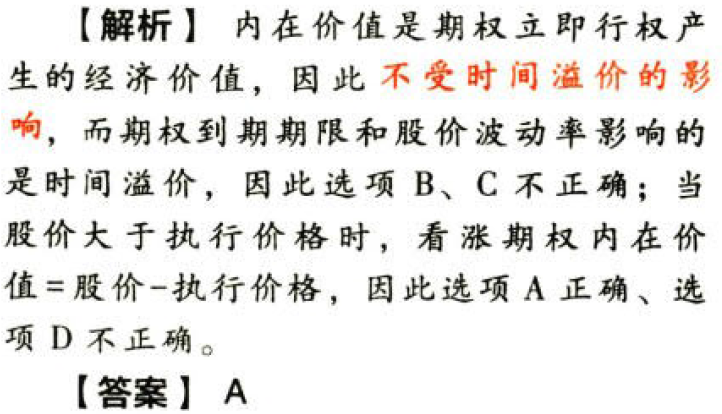 【解析】 内在价值是期权立即行权产
生的经济价值，因此不受时间溢价的影
响，而期权到期期限和股价波动率影响的
是时间溢价，因此选项 B、C 不正确；当
股价大于执行价格时，看涨期权内在价
值=股价-执行价格，因此选项 A 正确、选
项 D 不正确。
【答案】 A